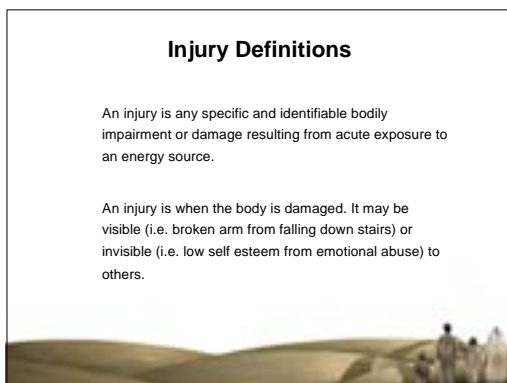 Injury Definitions
An injury is any specific and identifiable bodily
impairment or damage resulting from acute exposure to
an energy source.
An injury is when the body is damaged. It may be
visible (i.e. broken arm from falling down stairs) or
invisible (i.e. low self esteem from emotional abuse) to
others.